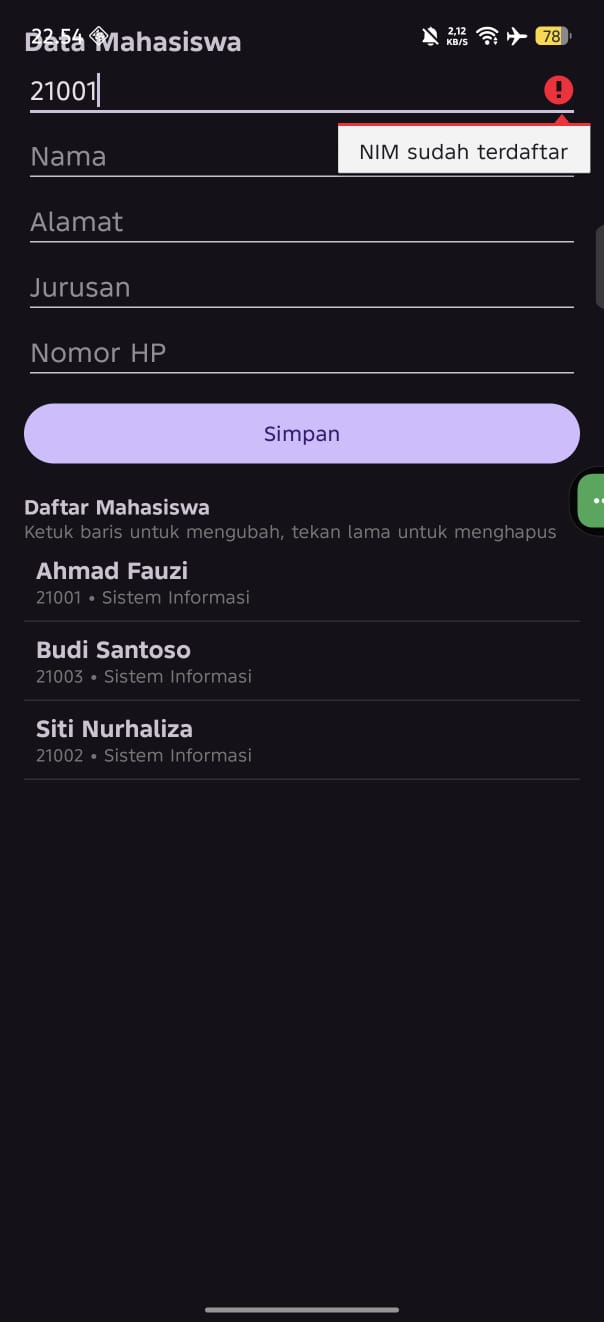 22.54
2,12 KB/S
78
Data Mahasiswa
21001
NIM sudah terdaftar
Nama
Alamat
Jurusan
Nomor HP
Simpan
Daftar Mahasiswa
Ketuk baris untuk mengubah, tekan lama untuk menghapus
Ahmad Fauzi
21001 • Sistem Informasi
Budi Santoso
21003 • Sistem Informasi
Siti Nurhaliza
21002 • Sistem Informasi